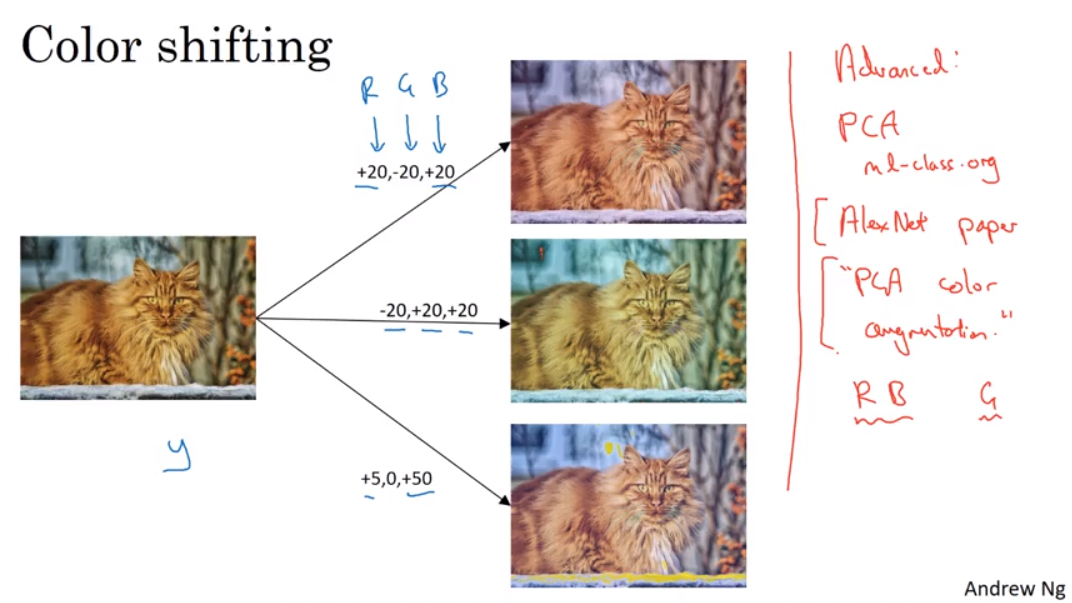 Color shifting
R G B
+20,-20,+20
-20,+20,+20
+5,0,+50
y
Advanced:
PCA
ml-class.org
[AlexNet paper
["PCA color
augmentation."
R B G
Andrew Ng